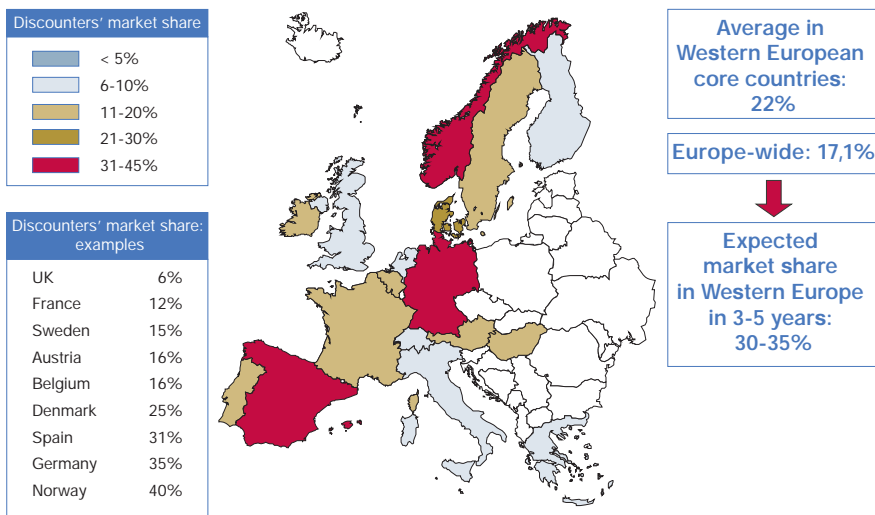 Discounters' market share
< 5%
6-10%
11-20%
21-30%
31-45%
Discounters' market share:
examples
UK 6%
France 12%
Sweden 15%
Austria 16%
Belgium 16%
Denmark 25%
Spain 31%
Germany 35%
Norway 40%
Average in
Western European
core countries:
22%
Europe-wide: 17,1%
Expected
market share
in Western Europe
in 3-5 years:
30-35%